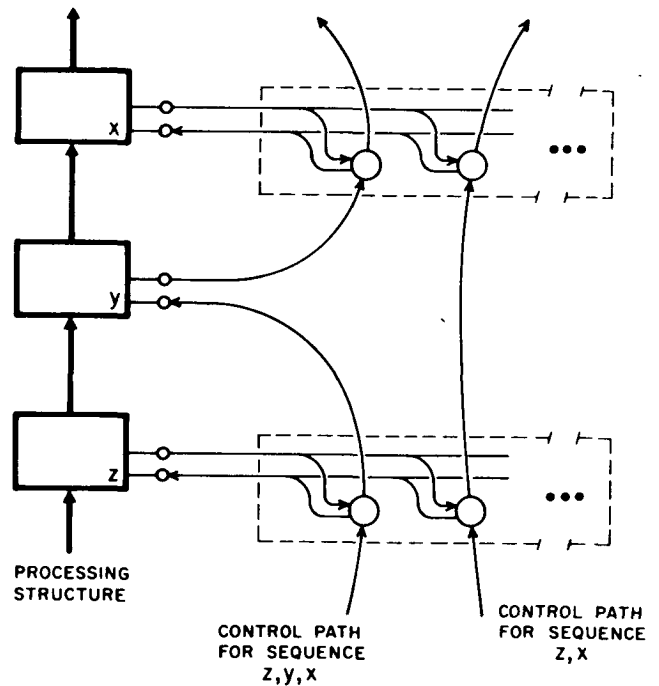 x
y
z
PROCESSING
STRUCTURE
CONTROL PATH
FOR SEQUENCE
z,y,x
CONTROL PATH
FOR SEQUENCE
z,x